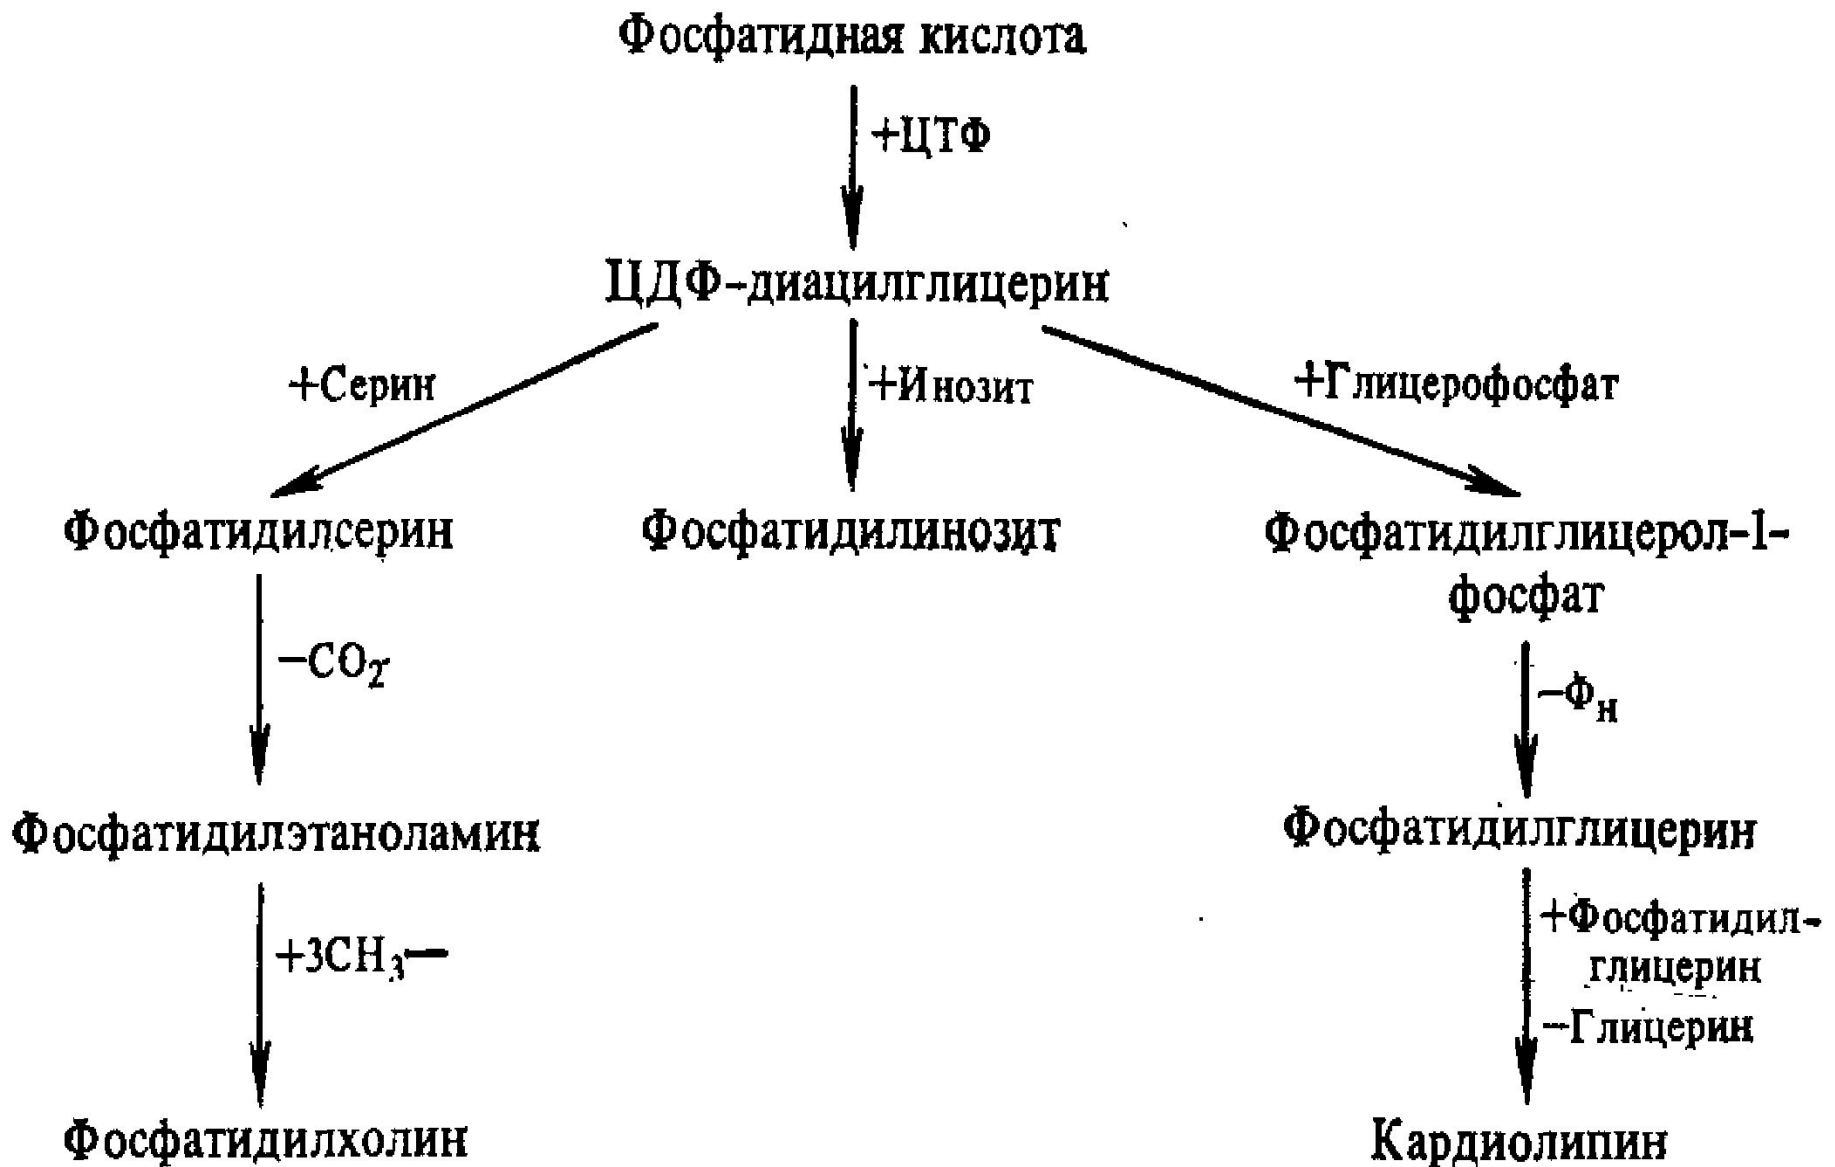 Фосфатидная кислота
+ЦТФ
ЦДФ-диацилглицерин
+Серин
+Инозит
+Глицерофосфат
Фосфатидилсерин
Фосфатидилинозит
Фосфатидилглицерол-1-
фосфат
−CO₂
−Фн
Фосфатидилэтаноламин
Фосфатидилглицерин
+3CH₃—
+Фосфатидил-
глицерин
−Глицерин
Фосфатидилхолин
Кардиолипин